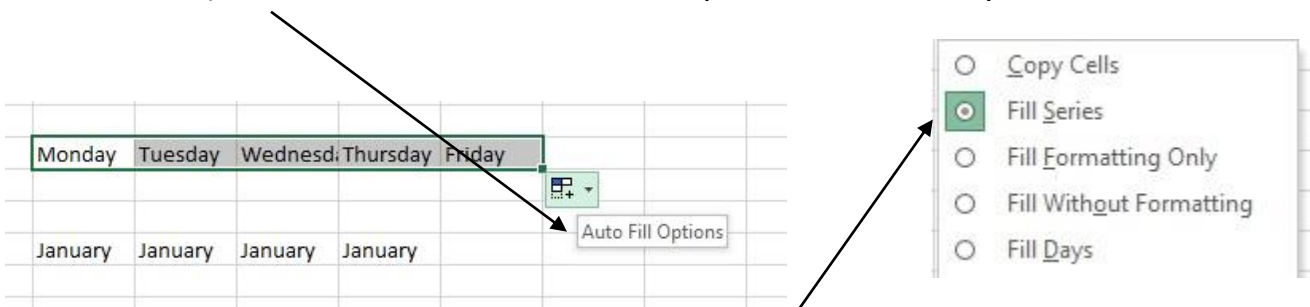 Monday Tuesday Wednesd Thursday Friday
Auto Fill Options
January January January January
Copy Cells
Fill Series
Fill Formatting Only
Fill Without Formatting
Fill Days